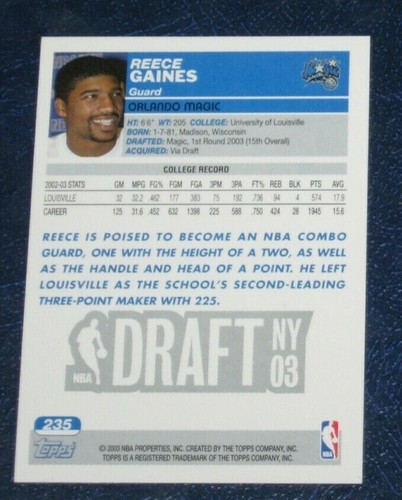 REECE
GAINES
Guard
ORLANDO MAGIC
HT: 6'6" WT: 205 COLLEGE: University of Louisville
BORN: 1-7-81, Madison, Wisconsin
DRAFTED: Magic, 1st Round 2003 (15th Overall)
ACQUIRED: Via Draft
COLLEGE RECORD
2002-03 STATS GM MPG FG% FGM FGA 3PM 3PA FT% REB BLK PTS AVG
LOUISVILLE 32 32.2 .462 177 383 75 192 .736 94 4 574 17.9
CAREER 125 31.6 .452 632 1398 225 588 .750 424 28 1945 15.6
REECE IS POISED TO BECOME AN NBA COMBO
GUARD, ONE WITH THE HEIGHT OF A TWO, AS WELL
AS THE HANDLE AND HEAD OF A POINT. HE LEFT
LOUISVILLE AS THE SCHOOL'S SECOND-LEADING
THREE-POINT MAKER WITH 225.
NBA DRAFT NY 03
235
Topps
© 2003 NBA PROPERTIES, INC. CREATED BY THE TOPPS COMPANY, INC.
TOPPS IS A REGISTERED TRADEMARK OF THE TOPPS COMPANY, INC.
NBA